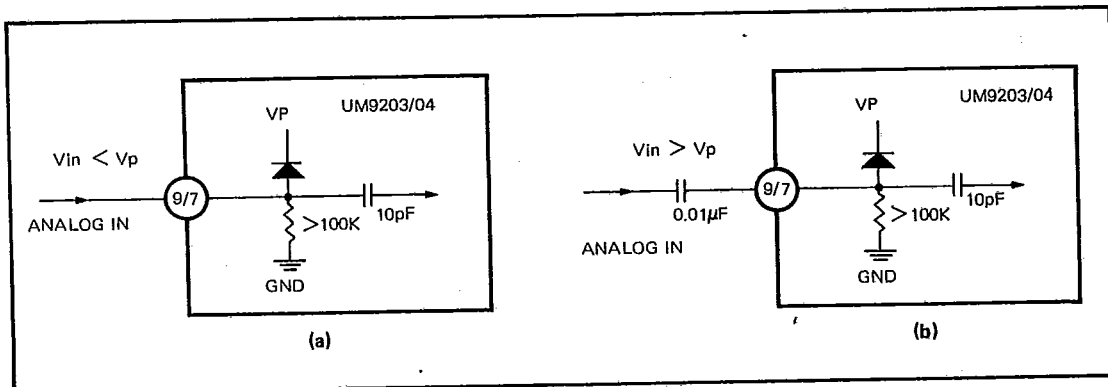 UM9203/04
VP
Vin < Vp
9/7
10pF
ANALOG IN
>100K
GND
(a)
UM9203/04
VP
Vin > Vp
9/7
0.01µF
10pF
ANALOG IN
>100K
GND
(b)